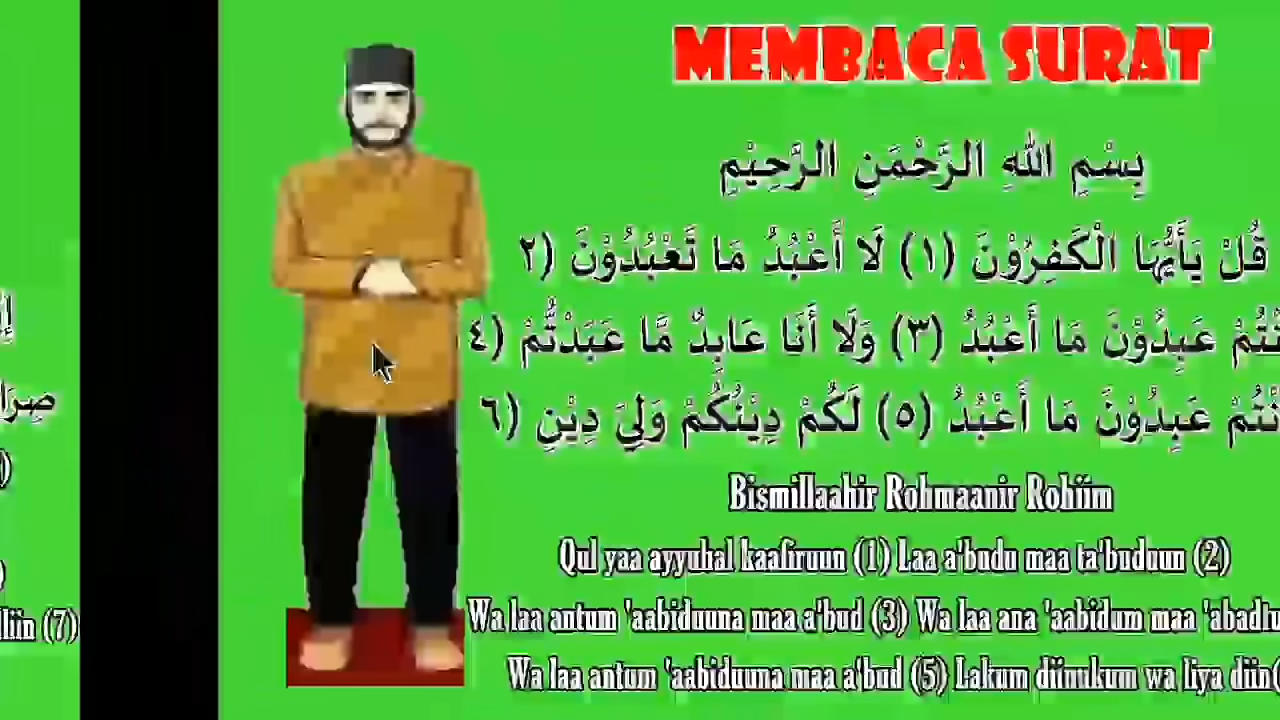 MEMBACA SURAT
بِسْمِ اللهِ الرَّحْمَنِ الرَّحِيْمِ
قُلْ يَأَيُّهَا الْكَفِرُوْنَ (١) لَا أَعْبُدُ مَا تَعْبُدُوْنَ (٢
عَبِدُوْنَ مَا أَعْبُدُ (٣) وَلَا أَنَا عَابِدٌ مَّا عَبَدْتُّمْ (٤
عَبِدُوْنَ مَا أَعْبُدُ (٥) لَكُمْ دِيْنُكُمْ وَلِيَ دِيْنِ (٦
Bismillaahir Rohmaanir Rohiim
Qul yaa ayyuhal kaafiruun (1) Laa a'budu maa ta'buduun (2)
Wa laa antum 'aabiduuna maa a'bud (3) Wa laa ana 'aabidum maa
Wa laa antum 'aabiduuna maa a'bud (5) Lakum diinukum wa liya diin(
lliin (7)